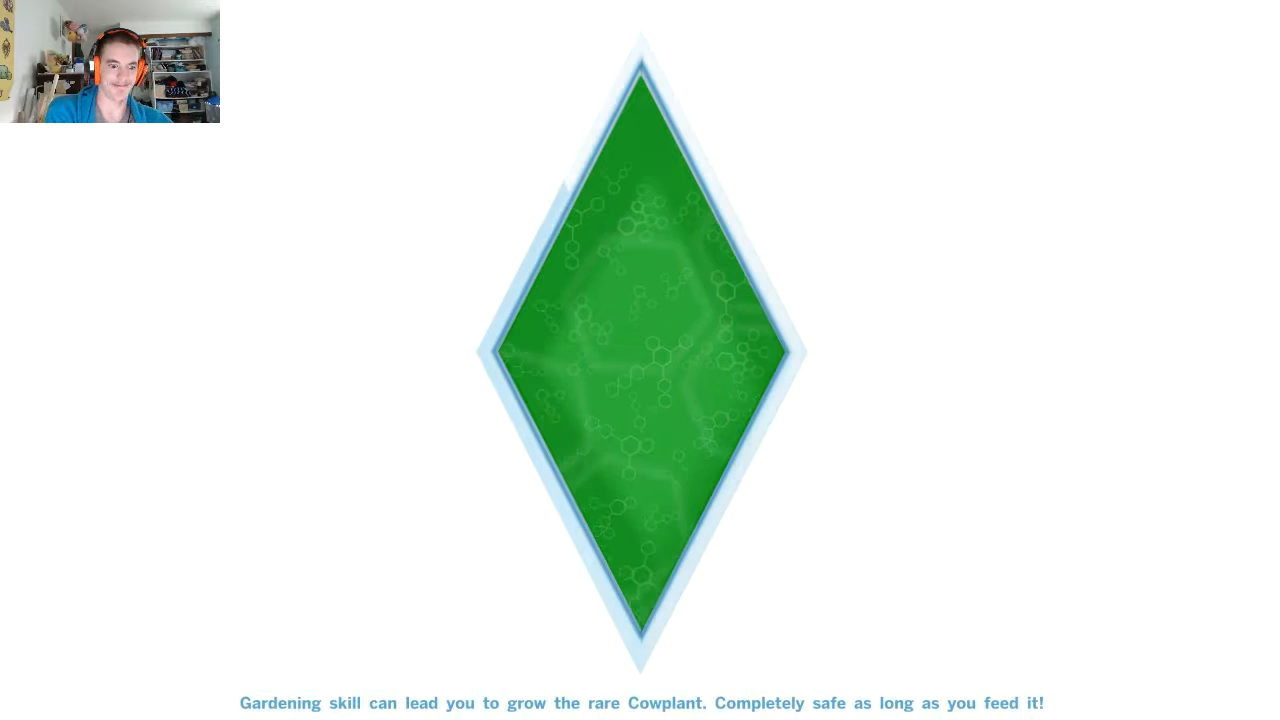 Gardening skill can lead you to grow the rare Cowplant. Completely safe as long as you feed it!